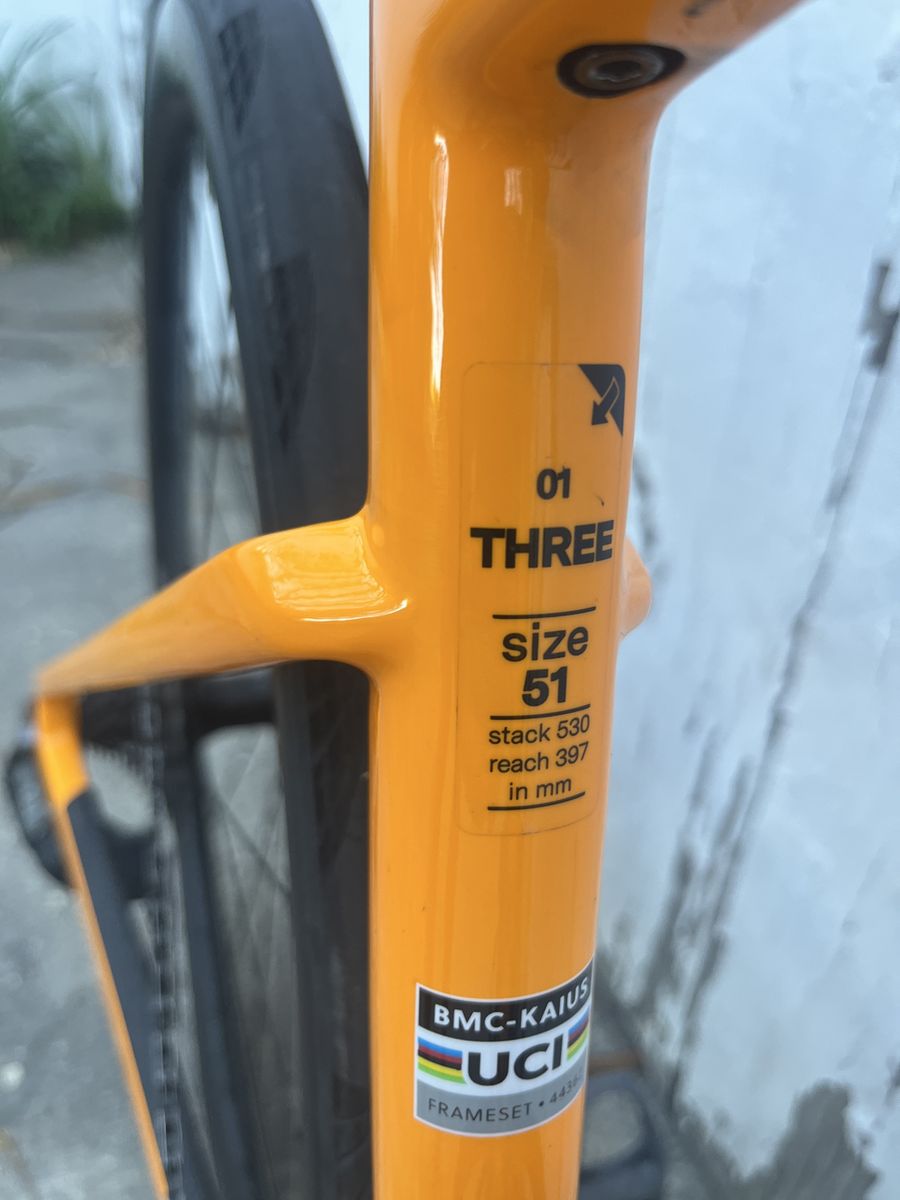 01
THREE
size
51
stack 530
reach 397
in mm
BMC-KAIUS
UCI
FRAMESET •